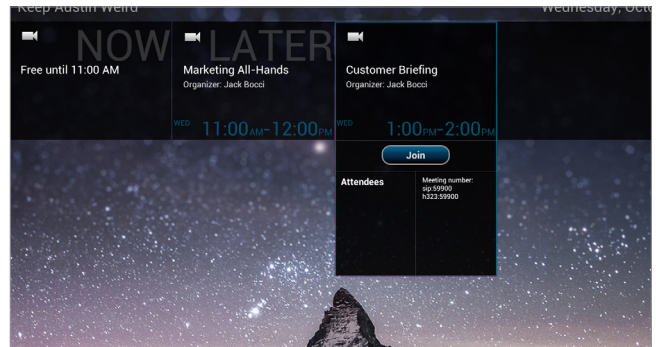 Keep Austin Weird
Wednesday, Octo
NOW
LATER
Free until 11:00 AM
Marketing All-Hands
Organizer: Jack Bocci
WED 11:00AM-12:00PM
Customer Briefing
Organizer: Jack Bocci
WED 1:00PM-2:00PM
Join
Attendees
Meeting number:
sip:59900
h323:59900